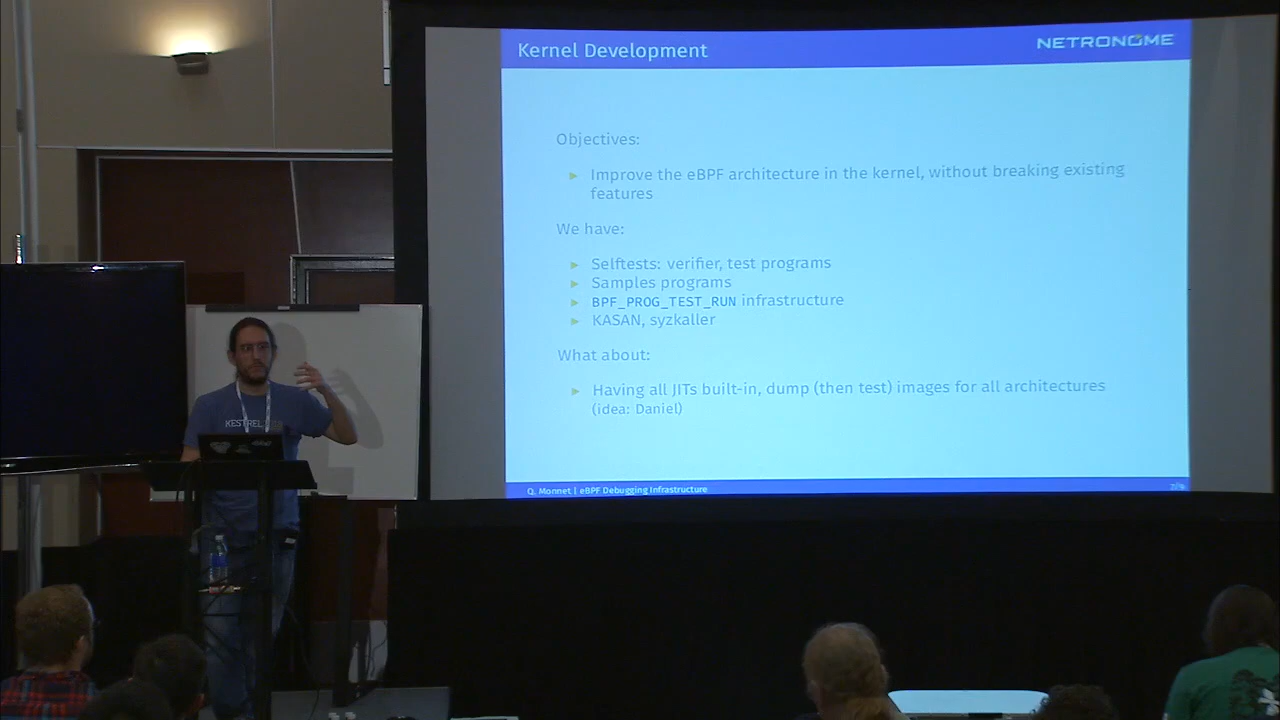 Kernel Development
NETRONOME
Objectives:
Improve the eBPF architecture in the kernel, without breaking existing
features
We have:
Selftests: verifier, test programs
Samples programs
BPF_PROG_TEST_RUN infrastructure
KASAN, syzkaller
What about:
Having all JITs built-in, dump (then test) images for all architectures
(idea: Daniel)
Q. Monnet | eBPF Debugging Infrastructure
KESTREL